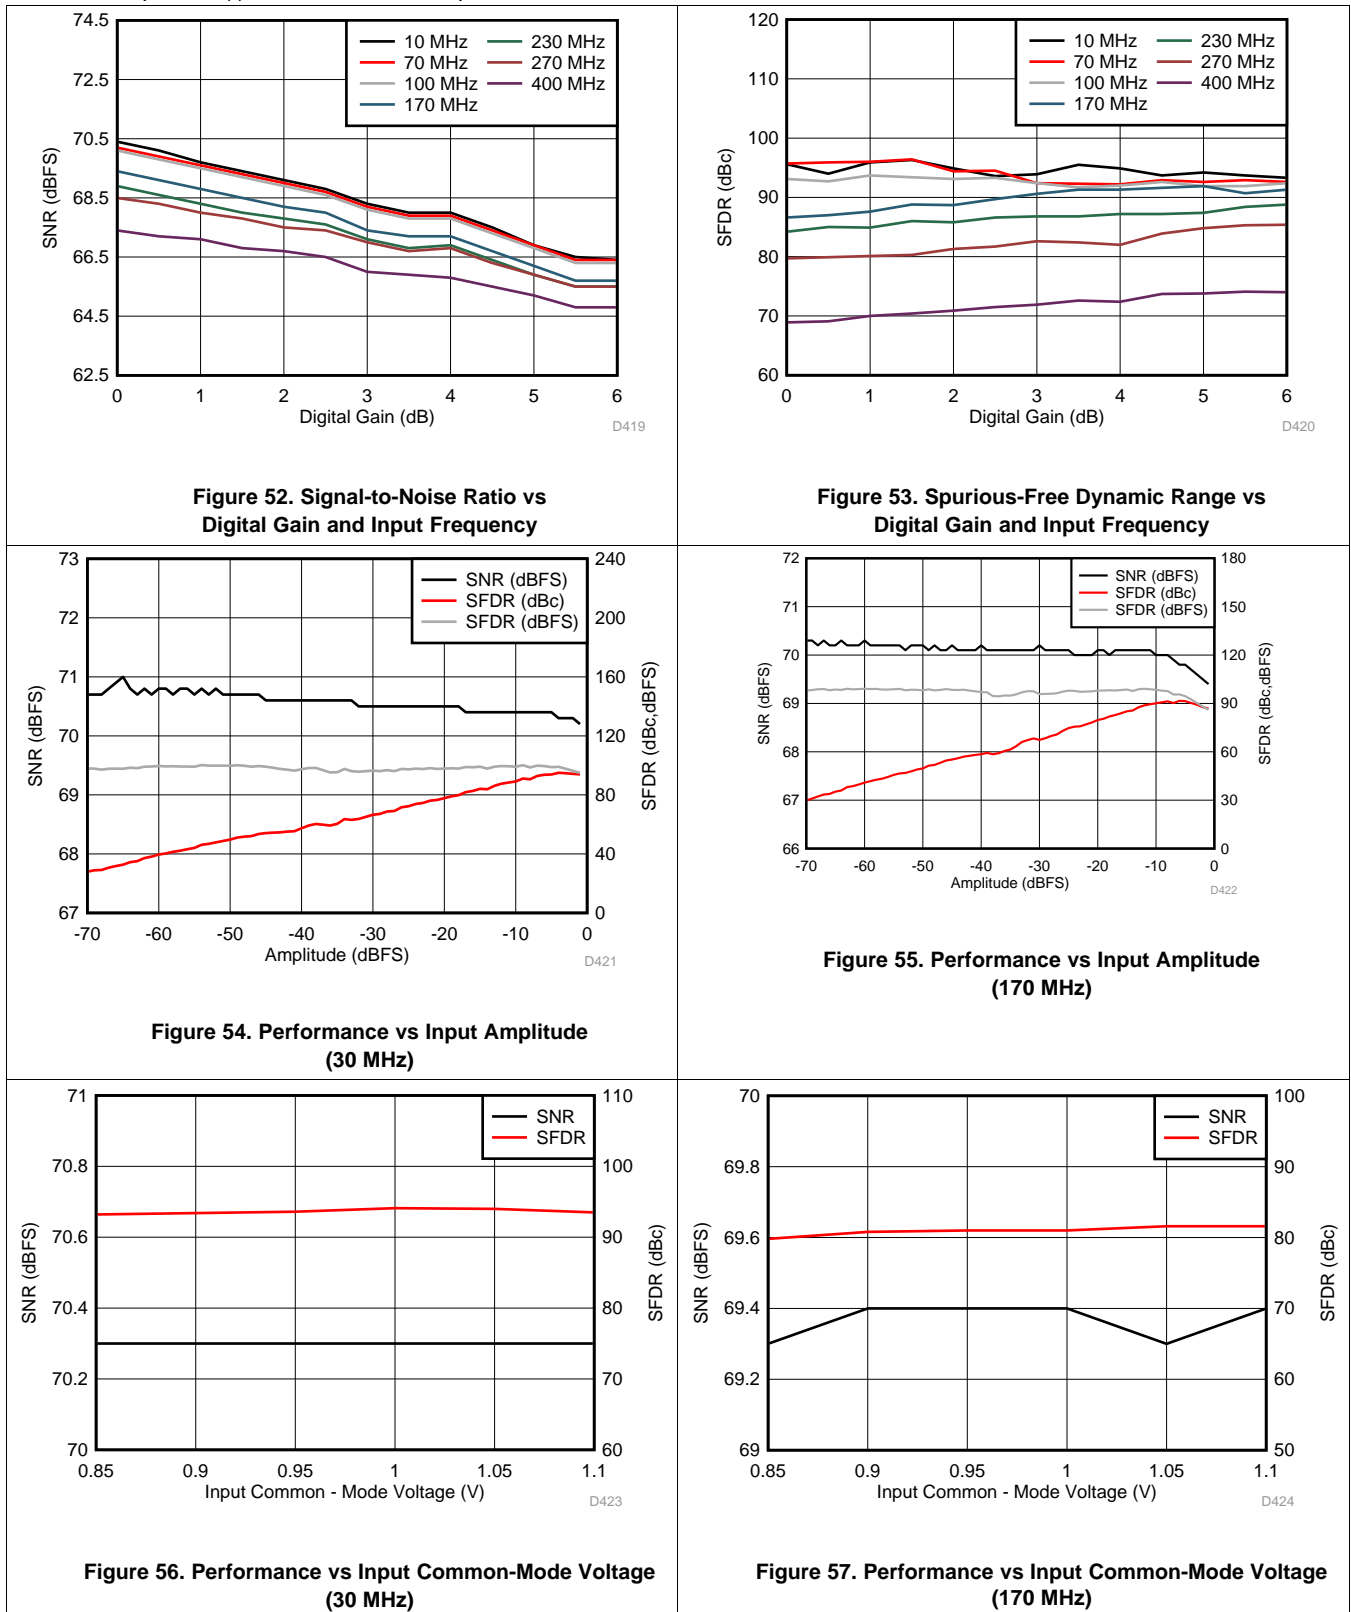 74.5
72.5
70.5
68.5
66.5
64.5
62.5
SNR (dBFS)
0 1 2 3 4 5 6
Digital Gain (dB)
D419
10 MHz
70 MHz
100 MHz
170 MHz
230 MHz
270 MHz
400 MHz
Figure 52. Signal-to-Noise Ratio vs
Digital Gain and Input Frequency
120
110
100
90
80
70
60
SFDR (dBc)
0 1 2 3 4 5 6
Digital Gain (dB)
D420
10 MHz
70 MHz
100 MHz
170 MHz
230 MHz
270 MHz
400 MHz
Figure 53. Spurious-Free Dynamic Range vs
Digital Gain and Input Frequency
73
72
71
70
69
68
67
SNR (dBFS)
240
200
160
120
80
40
0
SFDR (dBc,dBFS)
-70 -60 -50 -40 -30 -20 -10 0
Amplitude (dBFS)
D421
SNR (dBFS)
SFDR (dBc)
SFDR (dBFS)
Figure 54. Performance vs Input Amplitude
(30 MHz)
72
71
70
69
68
67
66
SNR (dBFS)
180
150
120
90
60
30
0
SFDR (dBc,dBFS)
-70 -60 -50 -40 -30 -20 -10 0
Amplitude (dBFS)
D422
SNR (dBFS)
SFDR (dBc)
SFDR (dBFS)
Figure 55. Performance vs Input Amplitude
(170 MHz)
71
70.8
70.6
70.4
70.2
70
SNR (dBFS)
110
100
90
80
70
60
SFDR (dBc)
0.85 0.9 0.95 1 1.05 1.1
Input Common - Mode Voltage (V)
D423
SNR
SFDR
Figure 56. Performance vs Input Common-Mode Voltage
(30 MHz)
70
69.8
69.6
69.4
69.2
69
SNR (dBFS)
100
90
80
70
60
50
SFDR (dBc)
0.85 0.9 0.95 1 1.05 1.1
Input Common - Mode Voltage (V)
D424
SNR
SFDR
Figure 57. Performance vs Input Common-Mode Voltage
(170 MHz)